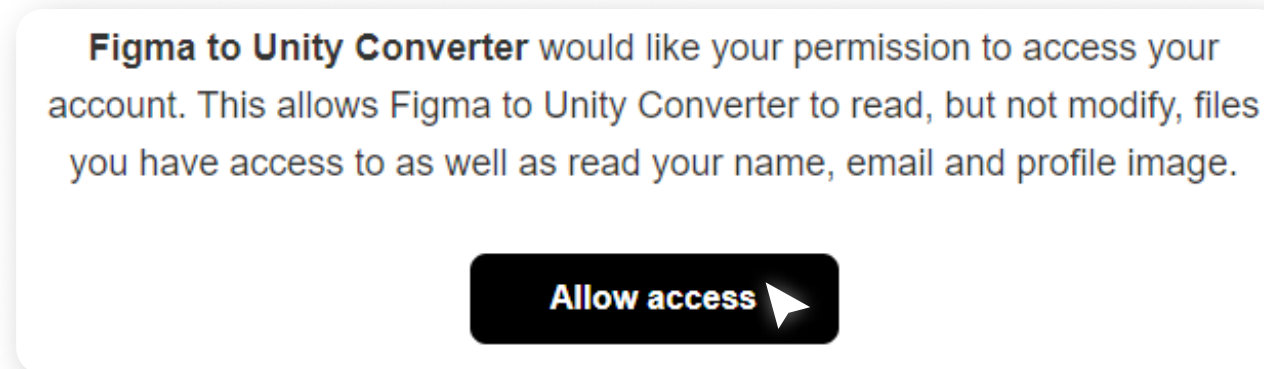 Figma to Unity Converter would like your permission to access your
account. This allows Figma to Unity Converter to read, but not modify, files
you have access to as well as read your name, email and profile image.
Allow access